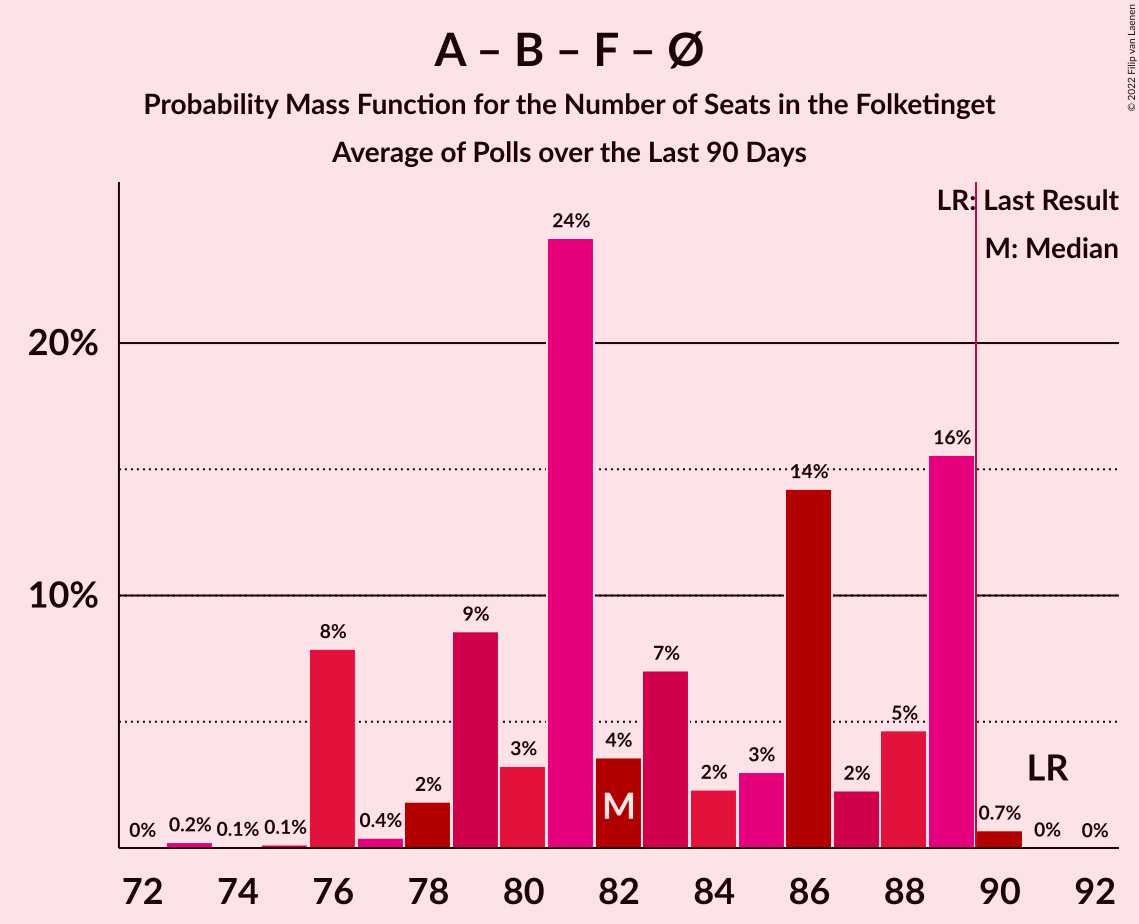 A – B – F – Ø
Probability Mass Function for the Number of Seats in the Folketinget
Average of Polls over the Last 90 Days
© 2022 Filip van Laenen
LR: Last Result
M: Median
20%
10%
0%
0.2%
0.1%
0.1%
8%
0.4%
2%
9%
3%
24%
4%
7%
2%
3%
14%
2%
5%
16%
0.7%
0%
0%
M
LR
72 74 76 78 80 82 84 86 88 90 92